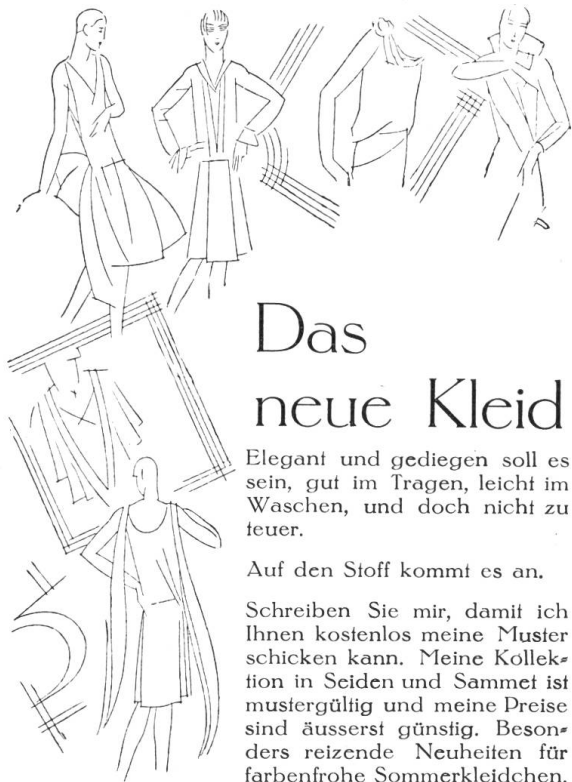 Das
neue Kleid
Elegant und gediegen soll es
sein, gut im Tragen, leicht im
Waschen, und doch nicht zu
teuer.
Auf den Stoff kommt es an.
Schreiben Sie mir, damit ich
Ihnen kostenlos meine Muster
schicken kann. Meine Kollek-
tion in Seiden und Sammet ist
mustergültig und meine Preise
sind äusserst günstig. Beson-
ders reizende Neuheiten für
farbenfrohe Sommerkleidchen.